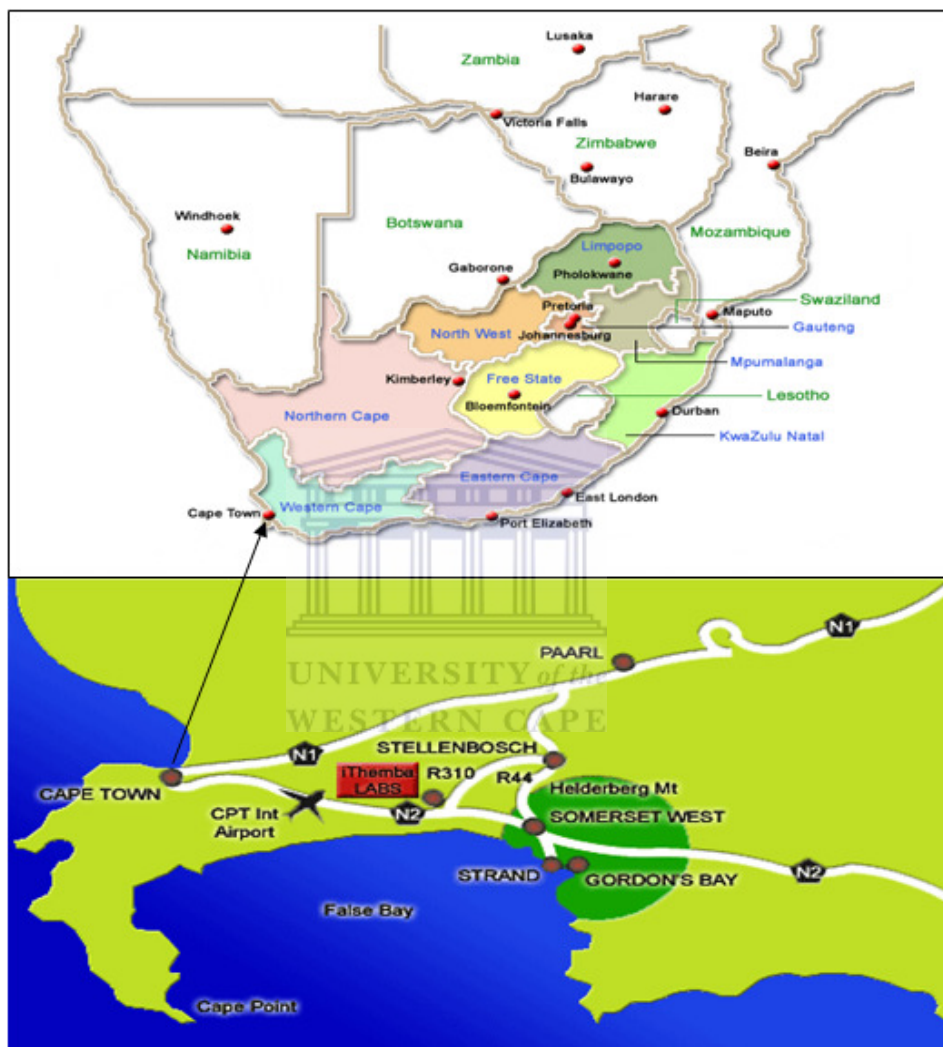 Lusaka
Zambia
Harare
Victoria Falls
Zimbabwe
Beira
Bulawayo
Windhoek
Botswana
Mozambique
Namibia
Limpopo
Gaborone
Pholokwane
Swaziland
Pretoria
Maputo
North West
Johannesburg
Gauteng
Mpumalanga
Kimberley
Free State
Lesotho
Bloemfontein
Northern Cape
Durban
KwaZulu Natal
Eastern Cape
Western Cape
East London
Cape Town
Port Elizabeth
N1
PAARL
UNIVERSITY of the
WESTERN CAPE
N1
STELLENBOSCH
iThemba
LABS
R310
R44
CAPE TOWN
Helderberg Mt
CPT Int
Airport
N2
SOMERSET WEST
STRAND
GORDON'S BAY
N2
False Bay
Cape Point